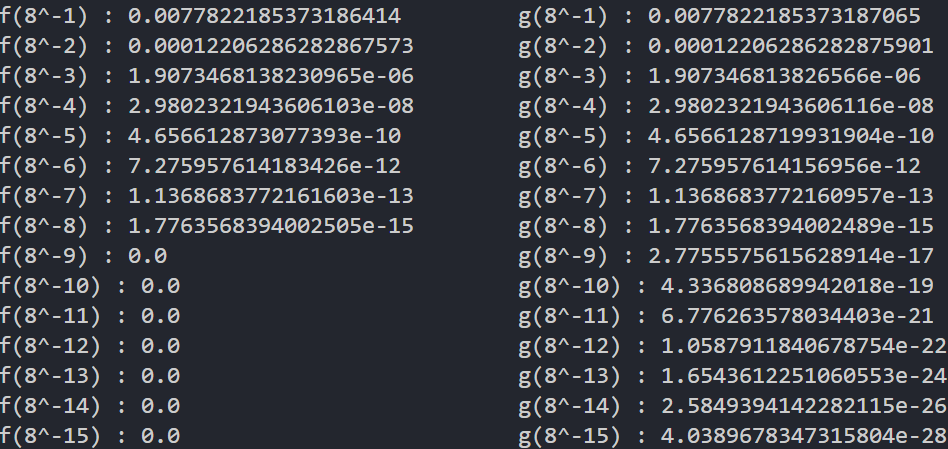 f(8^-1) : 0.0077822185373186414 g(8^-1) : 0.0077822185373187065
f(8^-2) : 0.00012206286282867573 g(8^-2) : 0.00012206286282875901
f(8^-3) : 1.9073468138230965e-06 g(8^-3) : 1.907346813826566e-06
f(8^-4) : 2.9802321943606103e-08 g(8^-4) : 2.9802321943606116e-08
f(8^-5) : 4.656612873077393e-10 g(8^-5) : 4.6566128719931904e-10
f(8^-6) : 7.275957614183426e-12 g(8^-6) : 7.275957614156956e-12
f(8^-7) : 1.1368683772161603e-13 g(8^-7) : 1.1368683772160957e-13
f(8^-8) : 1.7763568394002505e-15 g(8^-8) : 1.7763568394002489e-15
f(8^-9) : 0.0 g(8^-9) : 2.7755575615628914e-17
f(8^-10) : 0.0 g(8^-10) : 4.336808689942018e-19
f(8^-11) : 0.0 g(8^-11) : 6.776263578034403e-21
f(8^-12) : 0.0 g(8^-12) : 1.0587911840678754e-22
f(8^-13) : 0.0 g(8^-13) : 1.6543612251060553e-24
f(8^-14) : 0.0 g(8^-14) : 2.5849394142282115e-26
f(8^-15) : 0.0 g(8^-15) : 4.0389678347315804e-28